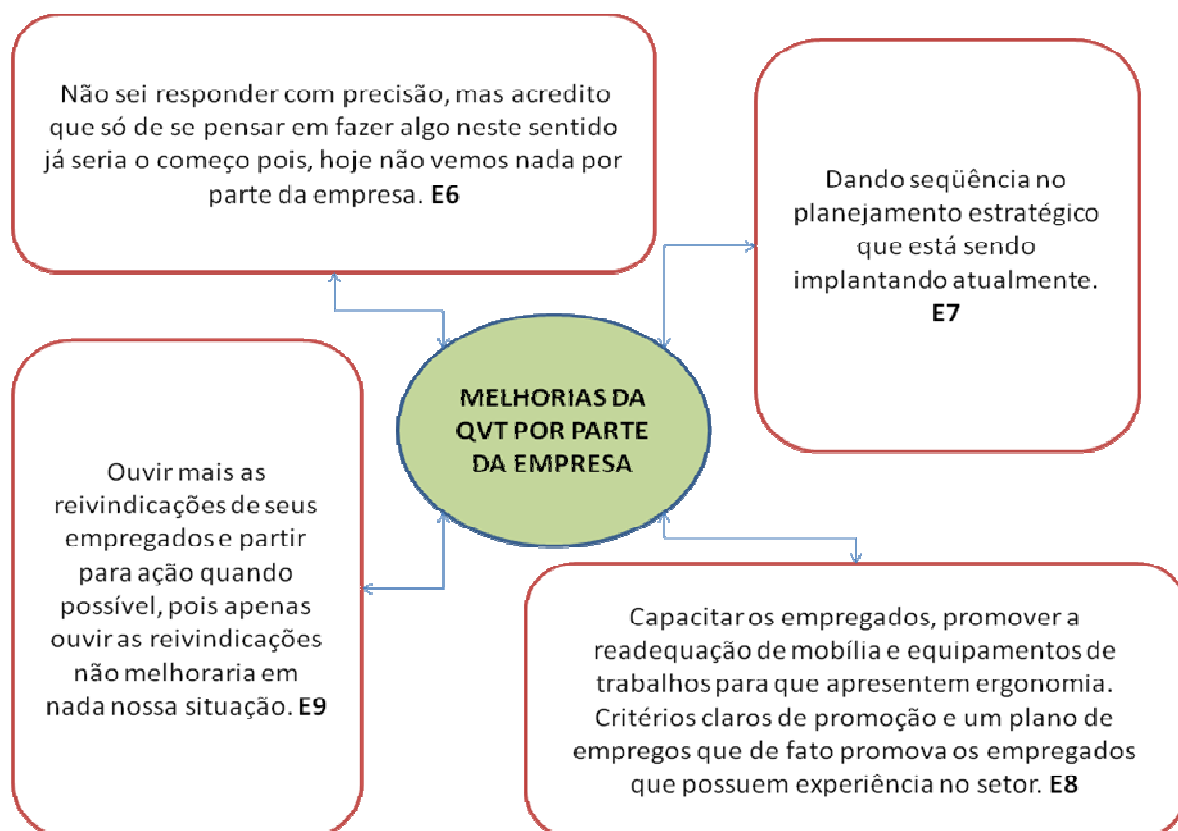 Não sei responder com precisão, mas acredito
que só de se pensar em fazer algo neste sentido
já seria o começo pois, hoje não vemos nada por
parte da empresa. E6
Dando seqüência no
planejamento estratégico
que está sendo
implantando atualmente.
E7
MELHORIAS DA
QVT POR PARTE
DA EMPRESA
Ouvir mais as
reivindicações de seus
empregados e partir
para ação quando
possível, pois apenas
ouvir as reivindicações
não melhoraria em
nada nossa situação. E9
Capacitar os empregados, promover a
readequação de mobília e equipamentos de
trabalhos para que apresentem ergonomia.
Critérios claros de promoção e um plano de
empregos que de fato promova os empregados
que possuem experiência no setor. E8